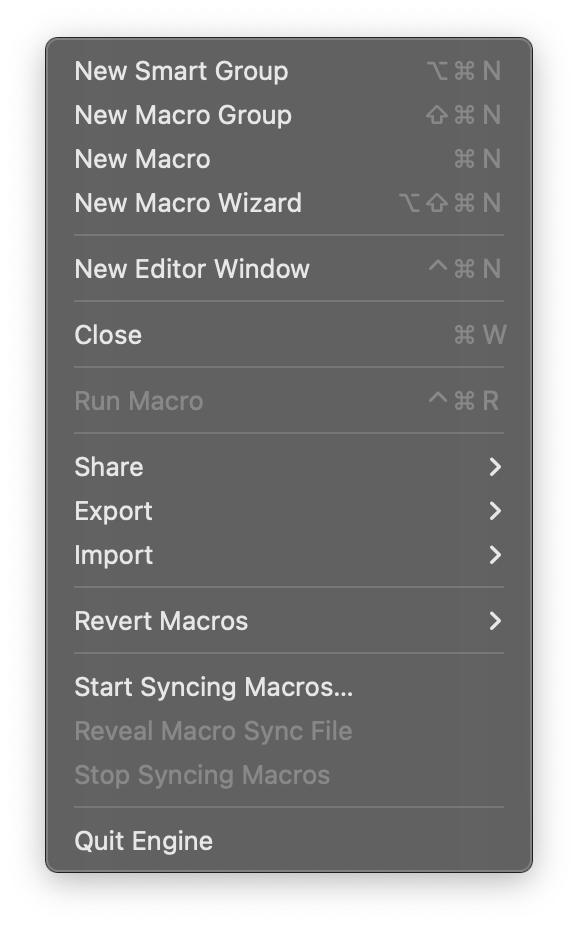 New Smart Group ⌥⌘N
New Macro Group ⇧⌘N
New Macro ⌘N
New Macro Wizard ⌥⇧⌘N
New Editor Window ^⌘N
Close ⌘W
Run Macro ^⌘R
Share
Export
Import
Revert Macros
Start Syncing Macros...
Reveal Macro Sync File
Stop Syncing Macros
Quit Engine